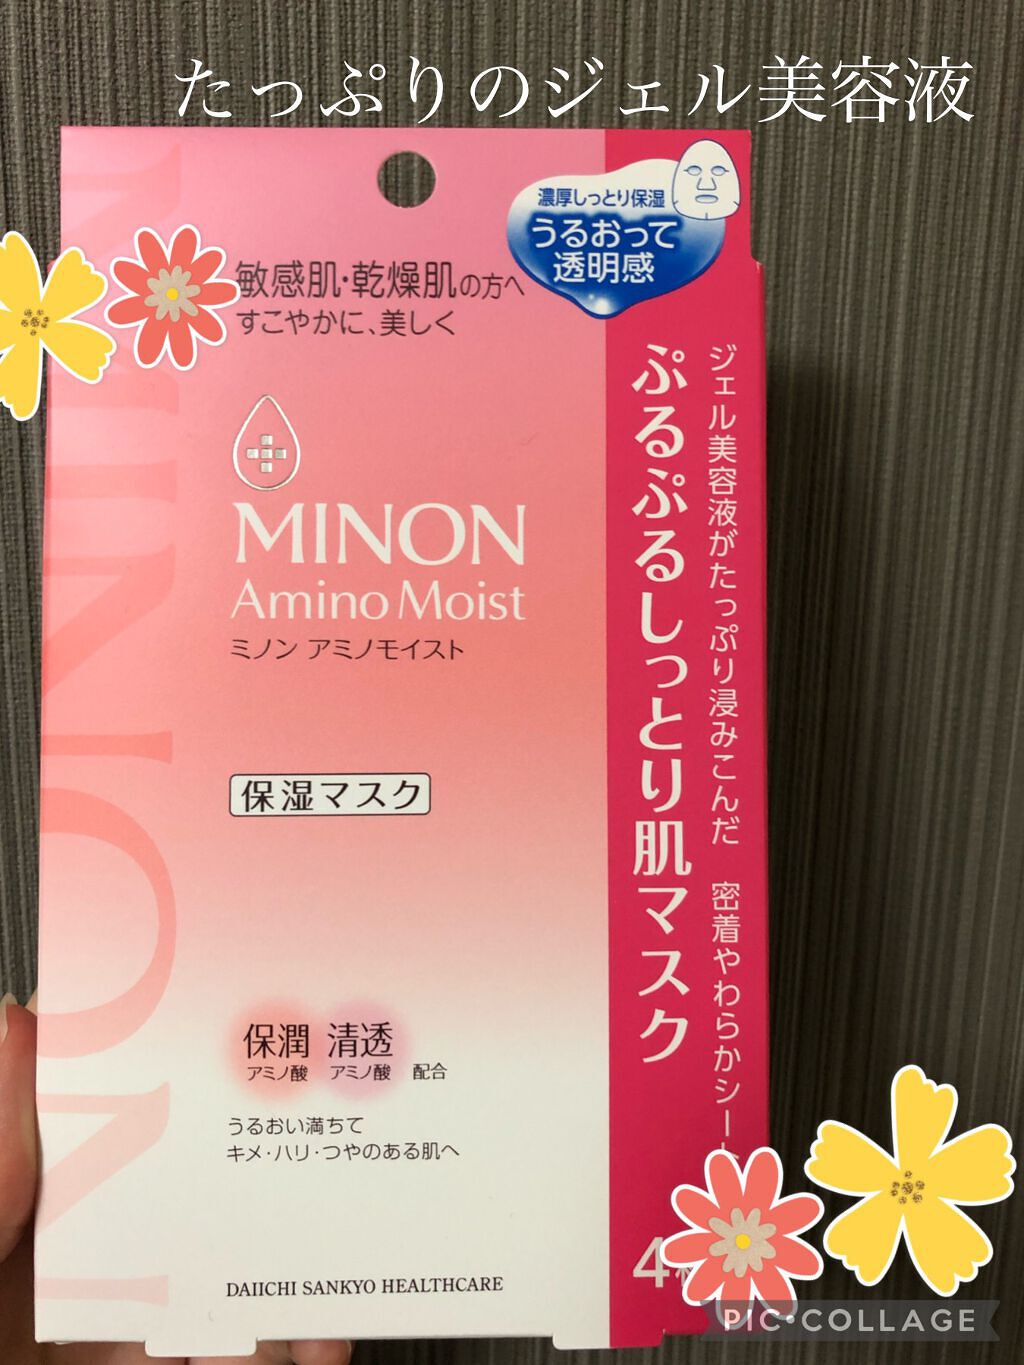 たっぷりのジェル美容液
濃厚しっとり保湿
うるおって
透明感
敏感肌・乾燥肌の方へ
すこやかに、美しく
MINON
MINON
Amino Moist
ミノン アミノモイスト
保湿マスク
ジェル美容液がたっぷり浸みこんだ 密着やわらかシート
ぷるぷるしっとり肌マスク
保潤 清透
アミノ酸 アミノ酸 配合
うるおい満ちて
キメ・ハリ・つやのある肌へ
DAIICHI SANKYO HEALTHCARE
4
PIC•COLLAGE